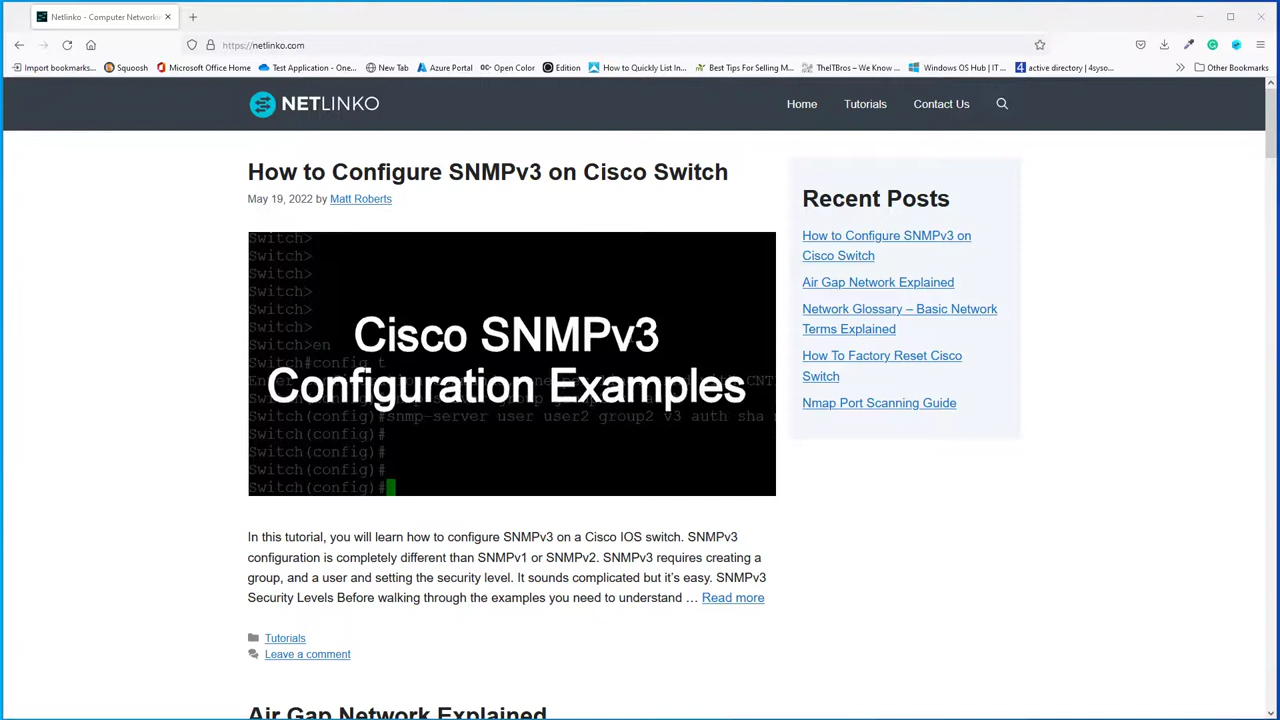 Netlinko - Computer Networki
https://netlinko.com
Import bookmarks...
Squoosh
Microsoft Office Home
Test Application - One...
New Tab
Azure Portal
Open Color
Edition
How to Quickly List In...
Best Tips For Selling M...
TheITBros — We Know ...
Windows OS Hub | IT ...
active directory | 4syso...
Other Bookmarks
NETLINKO
Home
Tutorials
Contact Us
How to Configure SNMPv3 on Cisco Switch
May 19, 2022 by Matt Roberts
Switch>
Switch>
Switch>
Switch>
Switch>
Switch>
Switch>en
Switch#config t
Switch(config)#snmp-server user user2 group2 v3 auth sha
Switch(config)#
Switch(config)#
Switch(config)#
Switch(config)#
Cisco SNMPv3
Configuration Examples
In this tutorial, you will learn how to configure SNMPv3 on a Cisco IOS switch. SNMPv3
configuration is completely different than SNMPv1 or SNMPv2. SNMPv3 requires creating a
group, and a user and setting the security level. It sounds complicated but it's easy. SNMPv3
Security Levels Before walking through the examples you need to understand … Read more
Tutorials
Leave a comment
Air Gap Network Explained
Recent Posts
How to Configure SNMPv3 on
Cisco Switch
Air Gap Network Explained
Network Glossary – Basic Network
Terms Explained
How To Factory Reset Cisco
Switch
Nmap Port Scanning Guide